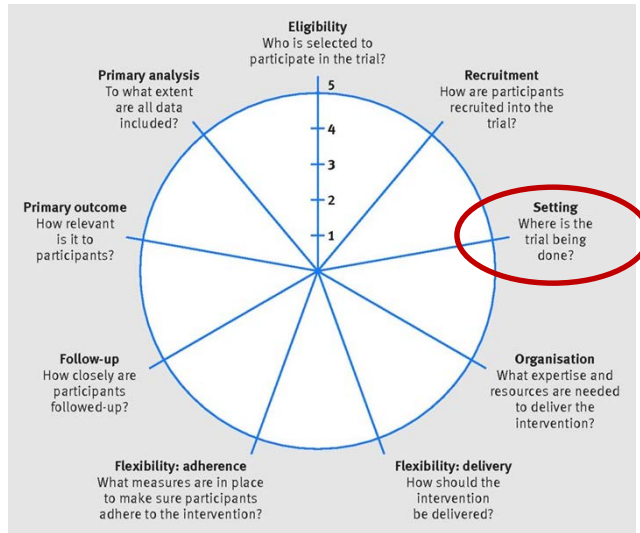 Eligibility
Who is selected to
participate in the trial?
Primary analysis
To what extent
are all data
included?
5
4
3
2
1
Recruitment
How are participants
recruited into the
trial?
Primary outcome
How relevant
is it to
participants?
Setting
Where is the
trial being
done?
Follow-up
How closely are
participants
followed-up?
Organisation
What expertise and
resources are needed
to deliver the
intervention?
Flexibility: adherence
What measures are in place
to make sure participants
adhere to the intervention?
Flexibility: delivery
How should the
intervention
be delivered?